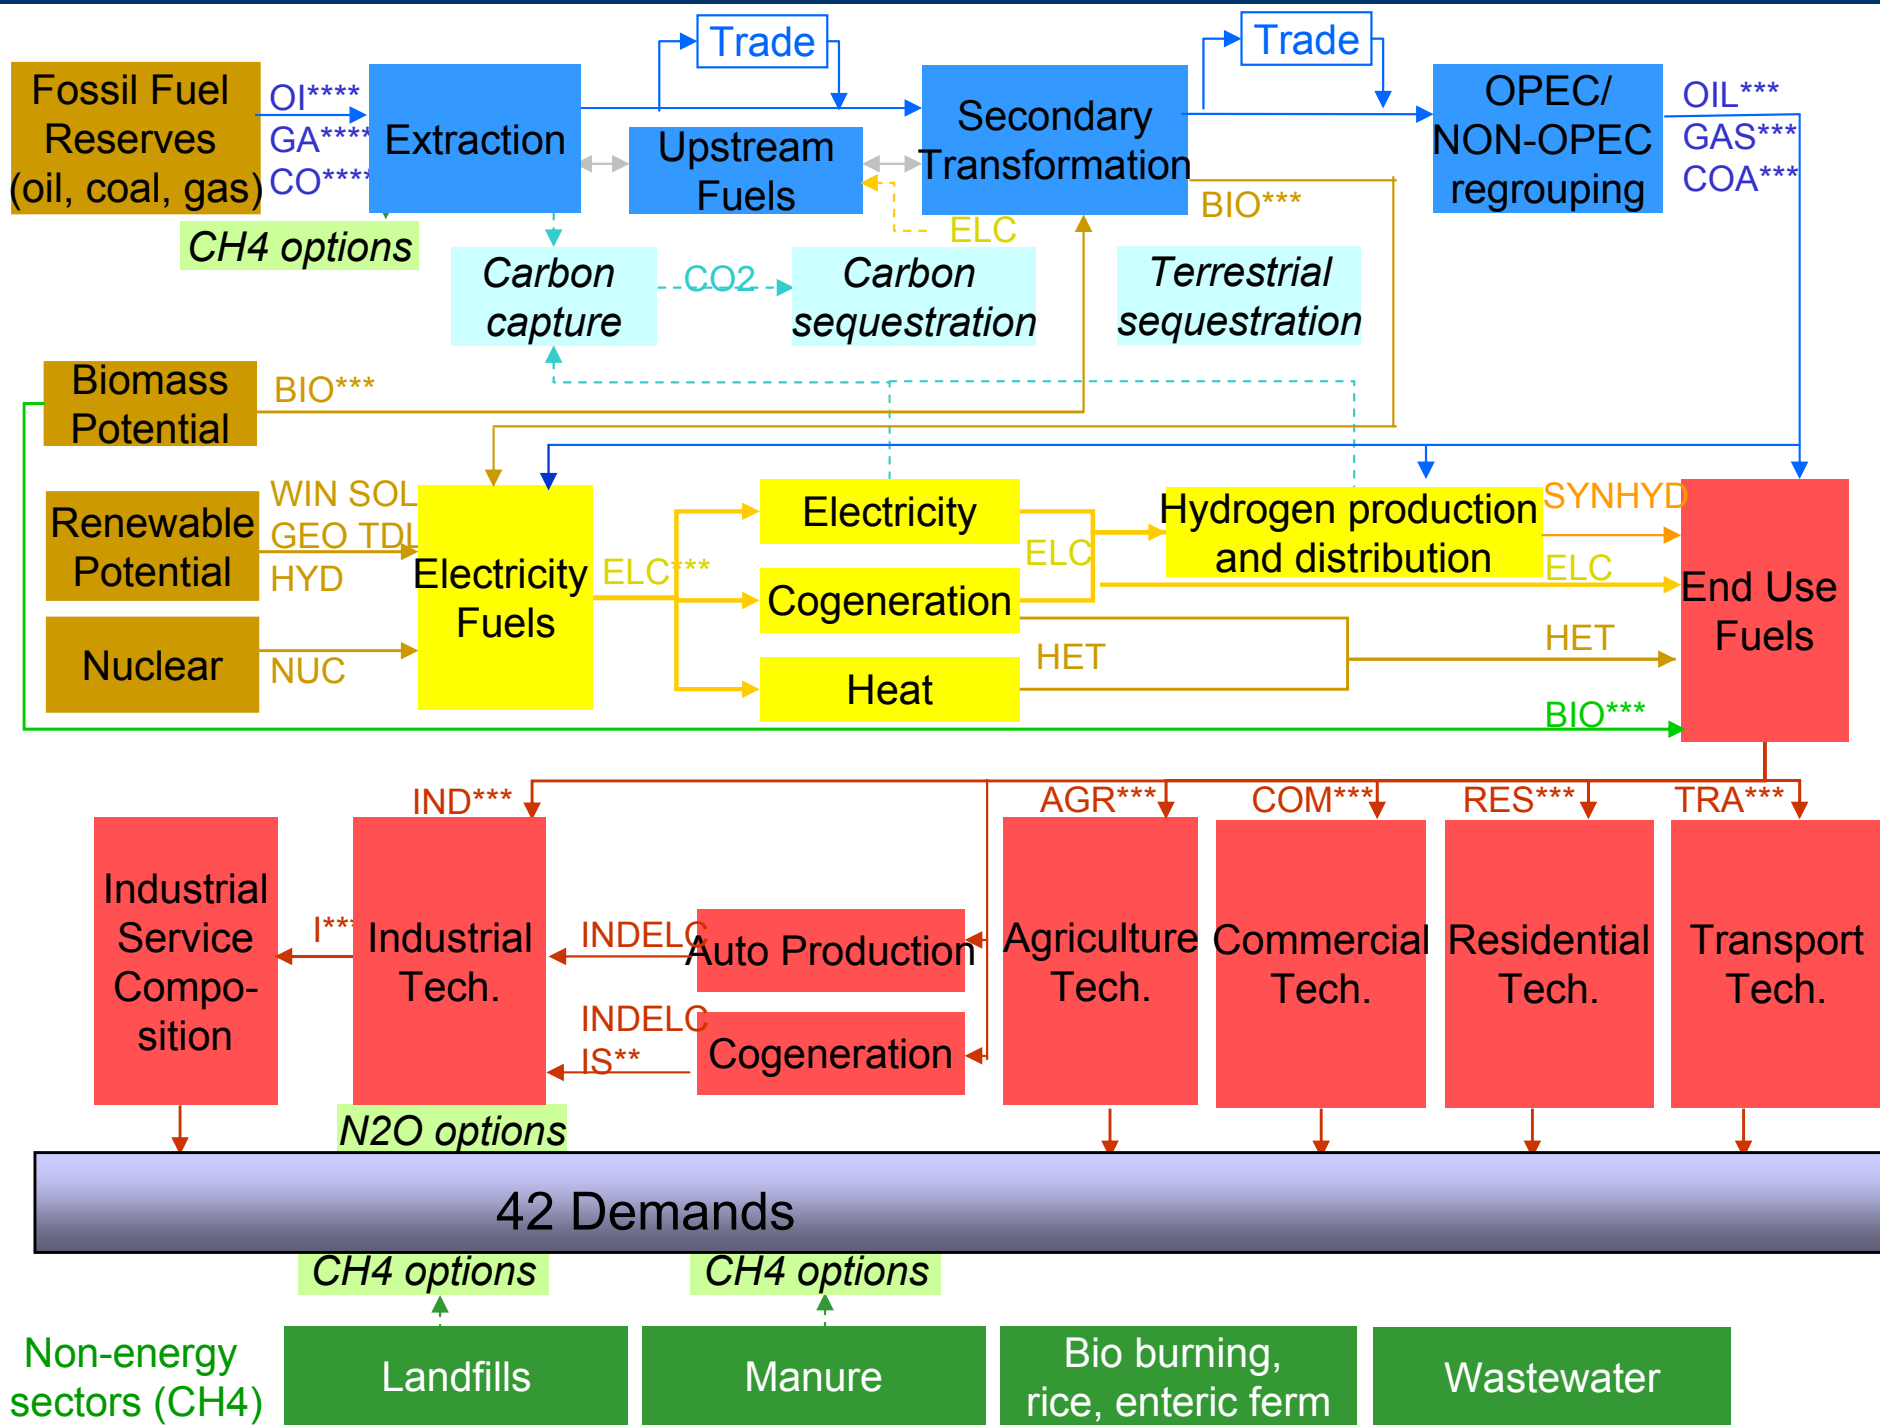 Trade
Trade
Fossil Fuel
Reserves
(oil, coal, gas)
OI****
GA****
CO****
Extraction
Upstream
Fuels
Secondary
Transformation
OPEC/
NON-OPEC
regrouping
OIL***
GAS***
COA***
BIO***
ELC
CH4 options
Carbon
capture
CO2
Carbon
sequestration
Terrestrial
sequestration
Biomass
Potential
BIO***
Renewable
Potential
WIN SOL
GEO TDL
HYD
Nuclear
NUC
Electricity
Fuels
ELC***
Electricity
Cogeneration
Heat
ELC
HET
Hydrogen production
and distribution
SYNHYD
ELC
HET
BIO***
End Use
Fuels
IND***
AGR***
COM***
RES***
TRA***
Industrial
Service
Compo-
sition
I***
Industrial
Tech.
INDELC
Auto Production
INDELC
IS**
Cogeneration
Agriculture
Tech.
Commercial
Tech.
Residential
Tech.
Transport
Tech.
N2O options
42 Demands
CH4 options
CH4 options
Non-energy
sectors (CH4)
Landfills
Manure
Bio burning,
rice, enteric ferm
Wastewater